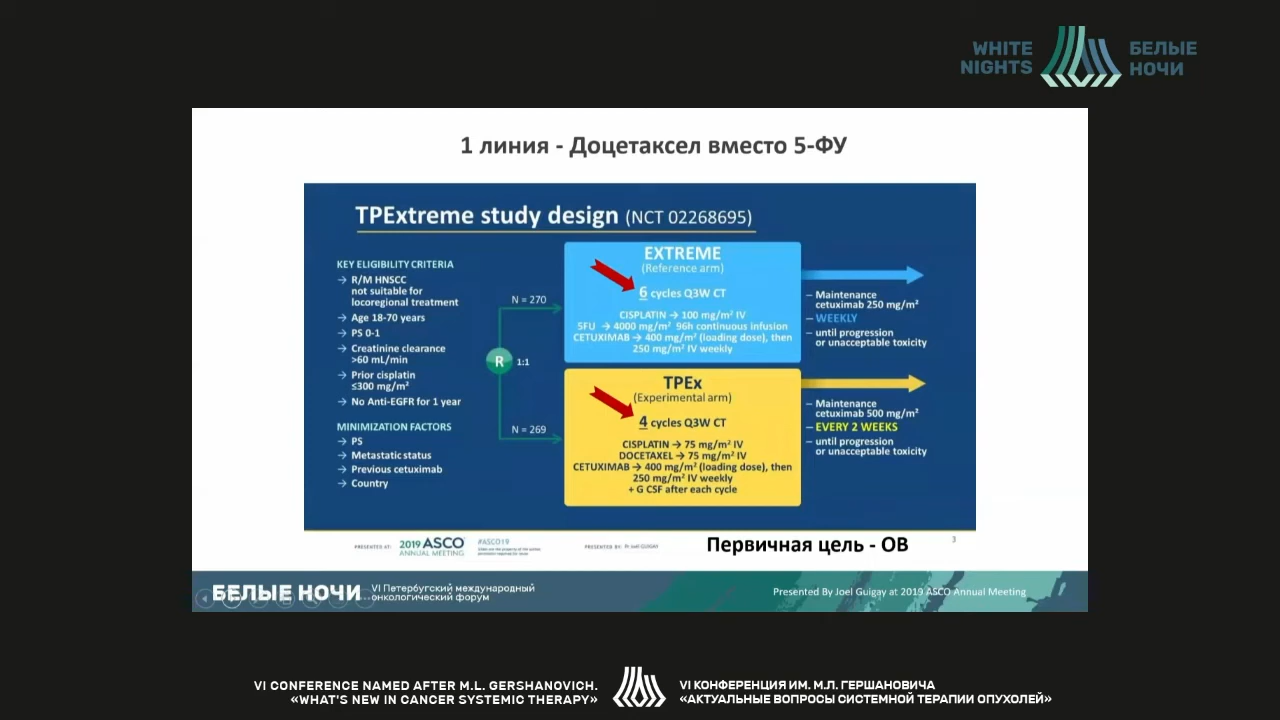 WHITE NIGHTS
БЕЛЫЕ НОЧИ
1 линия - Доцетаксел вместо 5-ФУ
TPExtreme study design (NCT 02268695)
KEY ELIGIBILITY CRITERIA
→ R/M HNSCC
not suitable for
locoregional treatment
→ Age 18-70 years
→ PS 0-1
→ Creatinine clearance
>60 mL/min
→ Prior cisplatin
≤300 mg/m²
→ No Anti-EGFR for 1 year
MINIMIZATION FACTORS
→ PS
→ Metastatic status
→ Previous cetuximab
→ Country
R 1:1
N = 270
N = 269
EXTREME
(Reference arm)
6 cycles Q3W CT
CISPLATIN → 100 mg/m² IV
5FU → 4000 mg/m² 96h continuous infusion
CETUXIMAB → 400 mg/m² (loading dose), then
250 mg/m² IV weekly
– Maintenance
cetuximab 250 mg/m²
– WEEKLY
– until progression
or unacceptable toxicity
TPEx
(Experimental arm)
4 cycles Q3W CT
CISPLATIN → 75 mg/m² IV
DOCETAXEL → 75 mg/m² IV
CETUXIMAB → 400 mg/m² (loading dose), then
250 mg/m² IV weekly
+ G CSF after each cycle
– Maintenance
cetuximab 500 mg/m²
– EVERY 2 WEEKS
– until progression
or unacceptable toxicity
PRESENTED AT:
2019 ASCO
ANNUAL MEETING
#ASCO19
PRESENTED BY: Pr Joël GUIGAY
Первичная цель - ОВ
3
БЕЛЫЕ НОЧИ
VI Петербугский международный
онкологический форум
Presented By Joel Guigay at 2019 ASCO Annual Meeting
VI CONFERENCE NAMED AFTER M.L. GERSHANOVICH.
«WHAT'S NEW IN CANCER SYSTEMIC THERAPY»
VI КОНФЕРЕНЦИЯ ИМ. М.Л. ГЕРШАНОВИЧА
«АКТУАЛЬНЫЕ ВОПРОСЫ СИСТЕМНОЙ ТЕРАПИИ ОПУХОЛЕЙ»